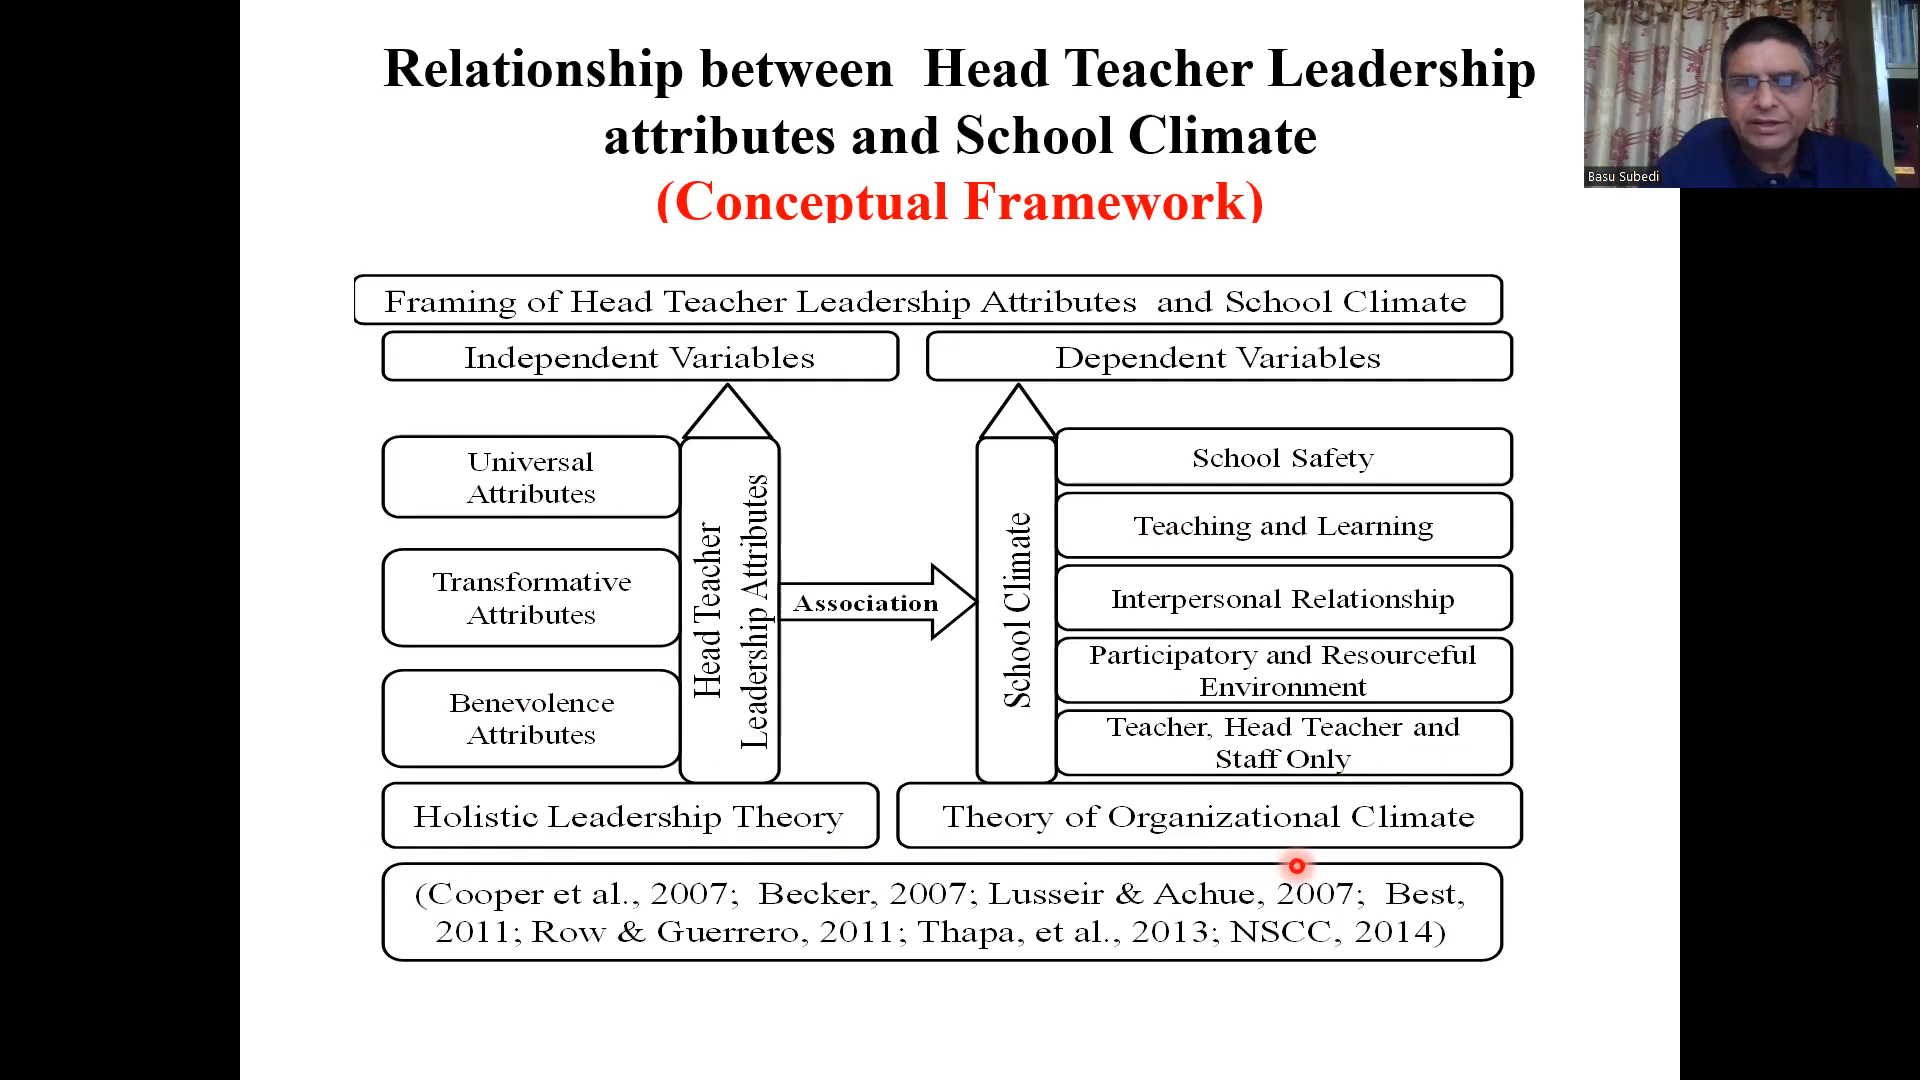 Relationship between Head Teacher Leadership
attributes and School Climate
(Conceptual Framework)
Basu Subedi
Framing of Head Teacher Leadership Attributes and School Climate
Independent Variables
Dependent Variables
Universal
Attributes
Transformative
Attributes
Benevolence
Attributes
Head Teacher
Leadership Attributes
Association
School Climate
School Safety
Teaching and Learning
Interpersonal Relationship
Participatory and Resourceful
Environment
Teacher, Head Teacher and
Staff Only
Holistic Leadership Theory
Theory of Organizational Climate
(Cooper et al., 2007; Becker, 2007; Lusseir & Achue, 2007; Best,
2011; Row & Guerrero, 2011; Thapa, et al., 2013; NSCC, 2014)